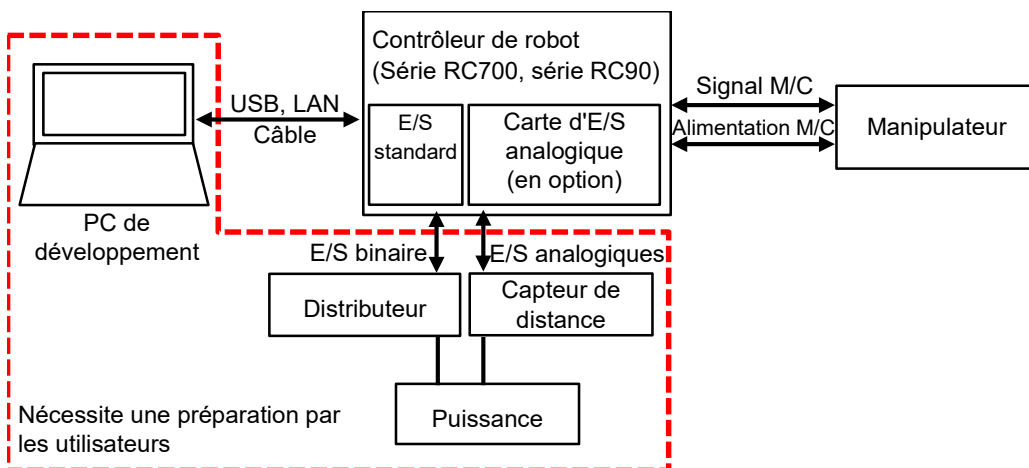 Contrôleur de robot
(Série RC700, série RC90)
USB, LAN
Câble
E/S
standard
Carte d'E/S
analogique
(en option)
Signal M/C
Alimentation M/C
Manipulateur
PC de
développement
E/S binaire
E/S analogiques
Distributeur
Capteur de
distance
Puissance
Nécessite une préparation par
les utilisateurs